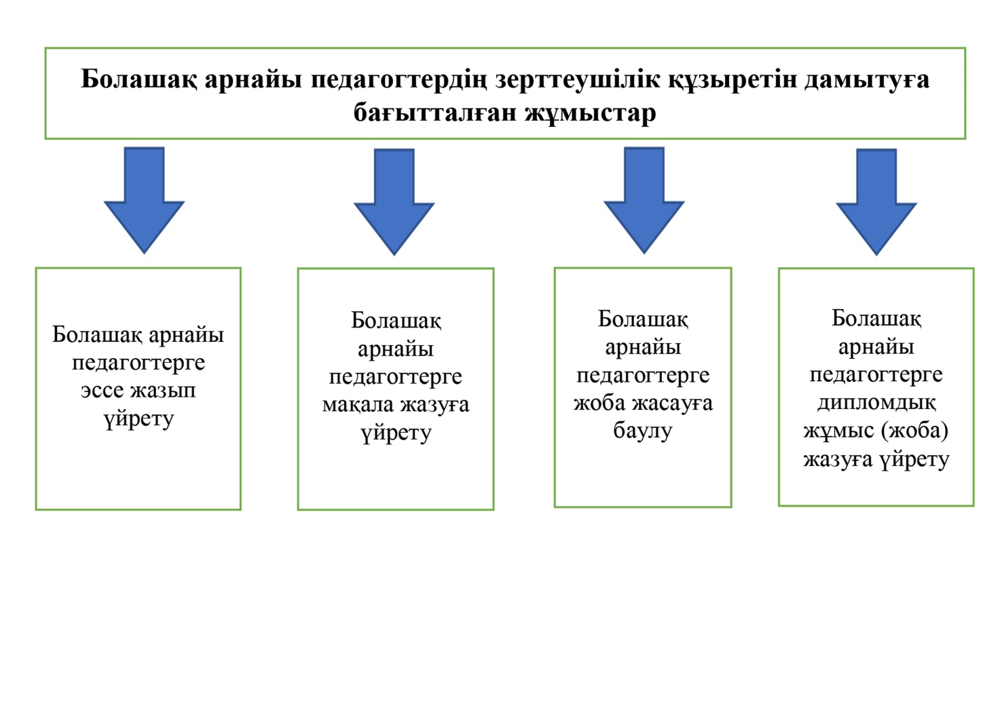 Болашақ арнайы педагогтердің зерттеушілік құзыретін дамытуға
бағытталған жұмыстар
Болашақ арнайы
педагогтерге
эссе жазып
үйрету
Болашақ
арнайы
педагогтерге
мақала жазуға
үйрету
Болашақ
арнайы
педагогтерге
жоба жасауға
баулу
Болашақ
арнайы
педагогтерге
дипломдық
жұмыс (жоба)
жазуға үйрету